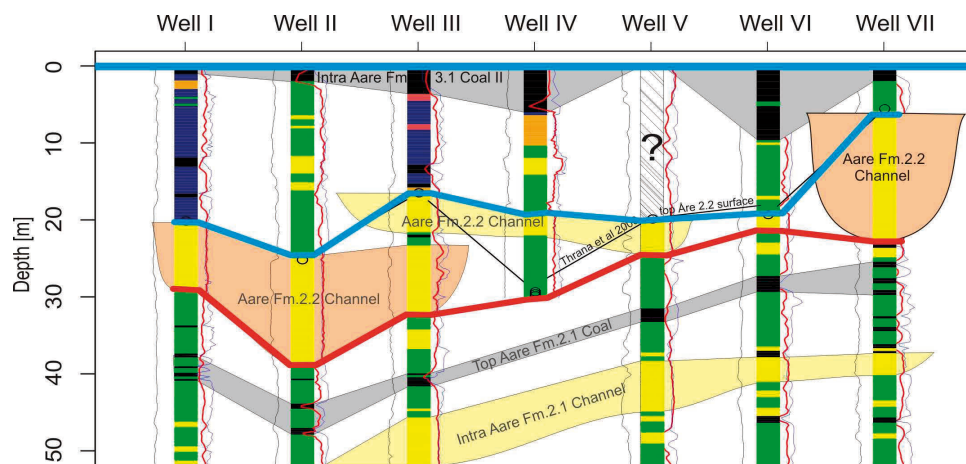 Well I Well II Well III Well IV Well V Well VI Well VII
0
Intra Aare Fm 3.1 Coal II
10
?
Aare Fm.2.2
Channel
top Are 2.2 surface
20
Aare Fm.2.2 Channel
Thrana et al
Depth [m]
Aare Fm.2.2 Channel
30
Top Aare Fm.2.1 Coal
40
Intra Aare Fm.2.1 Channel
50